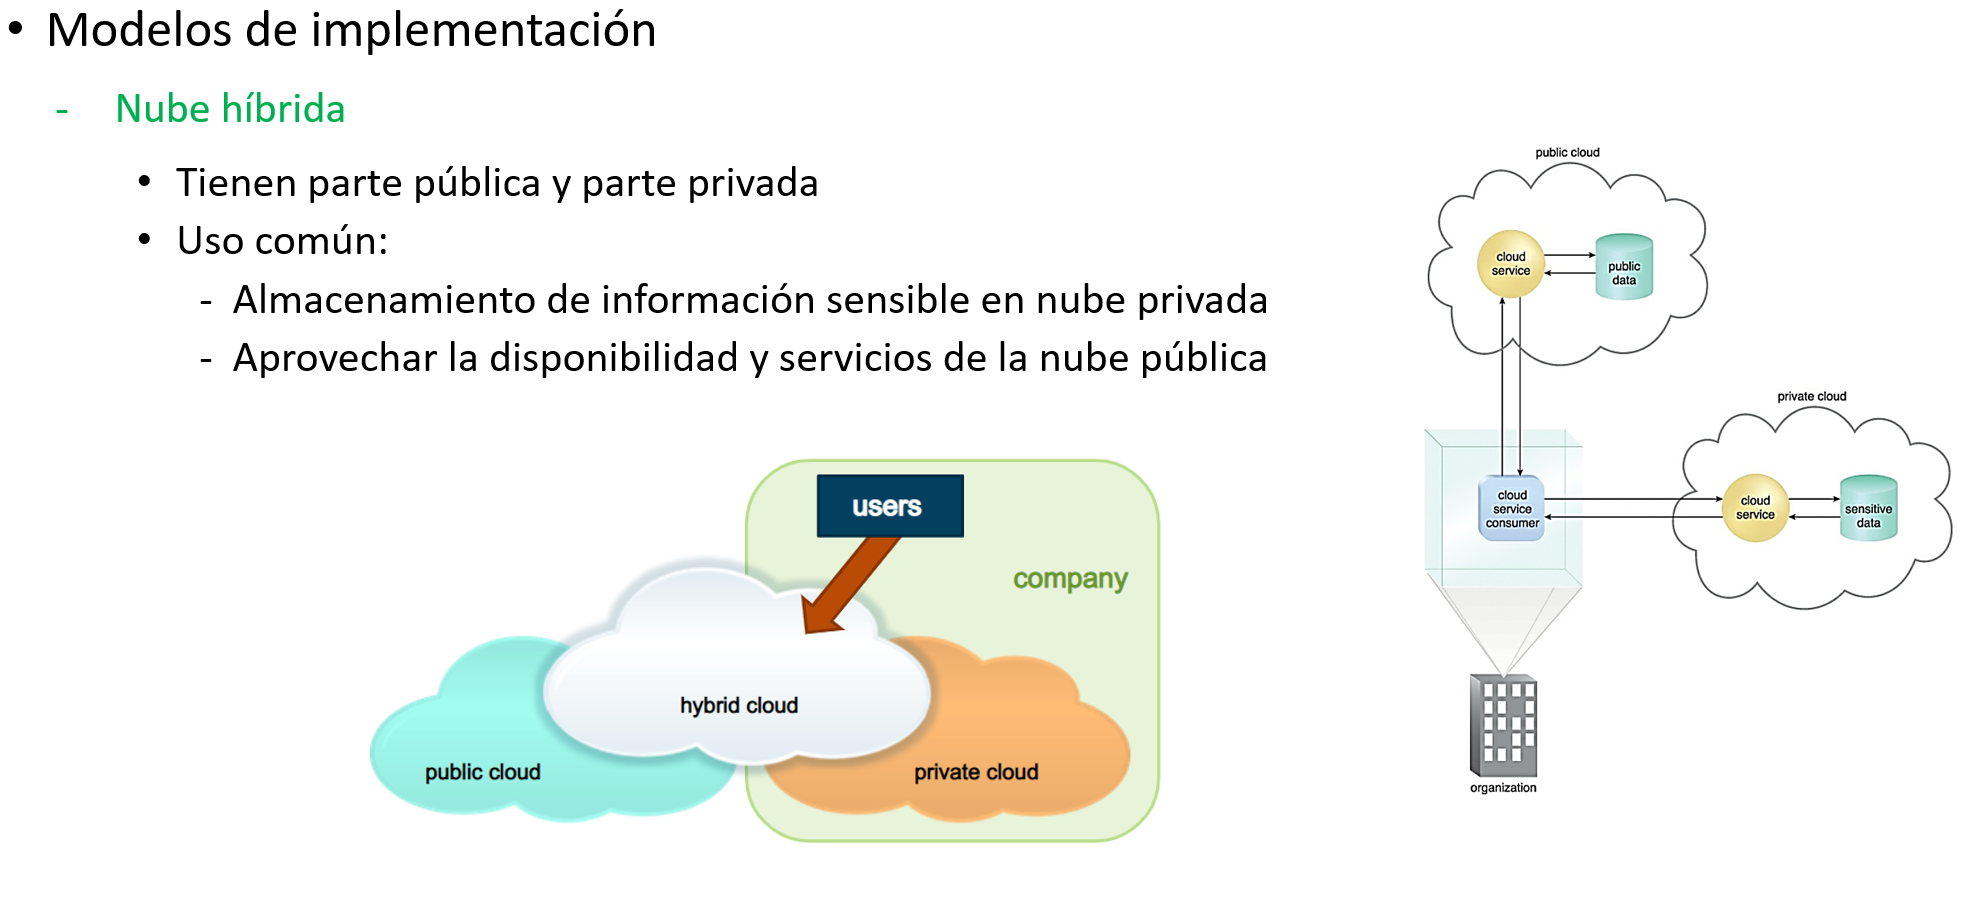 • Modelos de implementación
- Nube híbrida
• Tienen parte pública y parte privada
• Uso común:
- Almacenamiento de información sensible en nube privada
- Aprovechar la disponibilidad y servicios de la nube pública
users
company
hybrid cloud
public cloud
private cloud
public cloud
cloud
service
public
data
private cloud
cloud
service
consumer
cloud
service
sensitive
data
organization